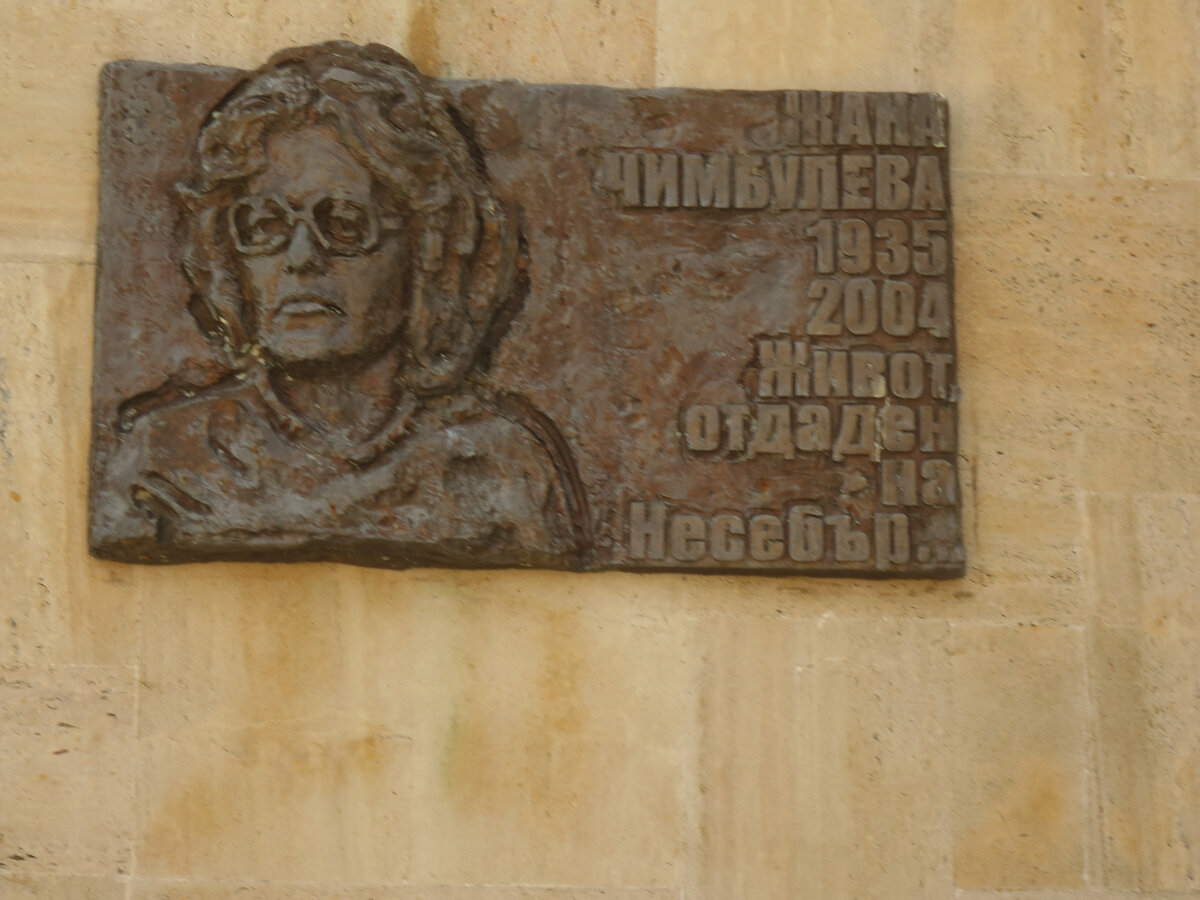 ЖАНА
ЧИМБУЛЕВА
1935
2004
Живот,
отдаден
на
Несебър...